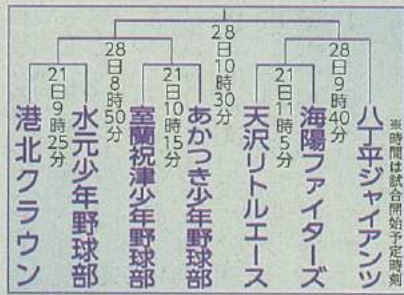 28日10時30分
28日8時50分
28日9時40分
21日9時25分
21日10時15分
21日11時5分
※時間は試合開始予定時刻
八丁平ジャイアンツ
海陽ファイターズ
天沢リトルエース
あかつき少年野球部
室蘭祝津少年野球部
水元少年野球部
港北クラウン